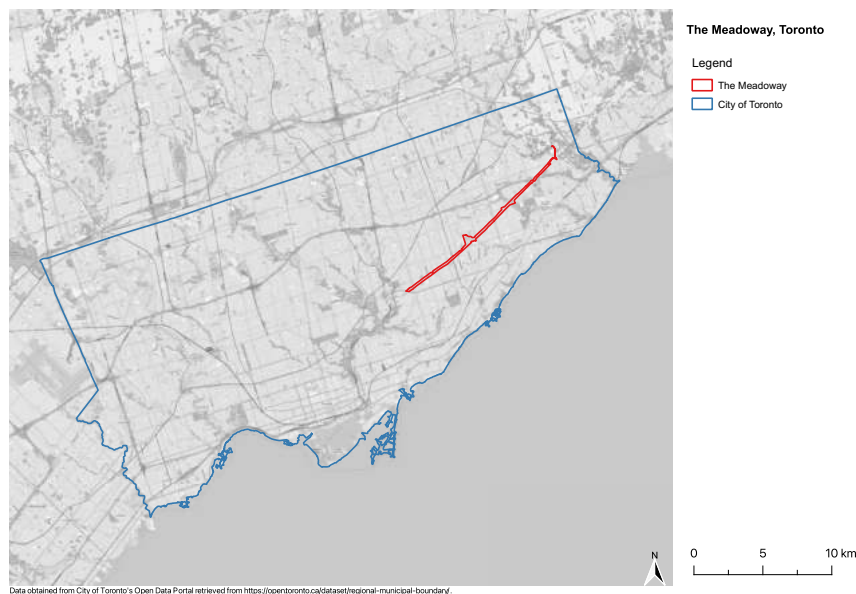 The Meadoway, Toronto
Legend
The Meadoway
City of Toronto
N
0 5 10 km
Data obtained from City of Toronto's Open Data Portal retrieved from https://opentoronto.ca/dataset/regional-municipal-boundary/.